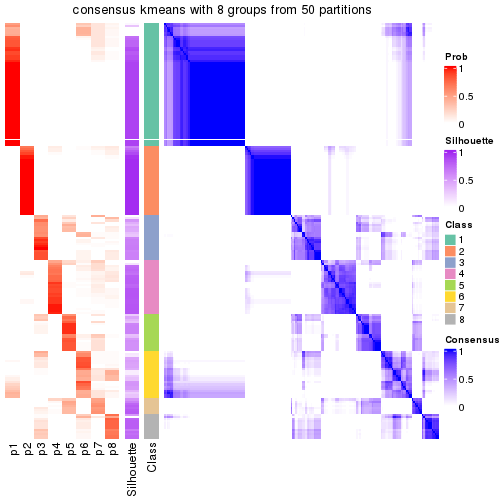 consensus kmeans with 8 groups from 50 partitions
Prob
1
0.5
0
Silhouette
1
0.5
0
Class
1
2
3
4
5
6
7
8
Consensus
1
0.5
0
p1
p2
p3
p4
p5
p6
p7
p8
Silhouette
Class